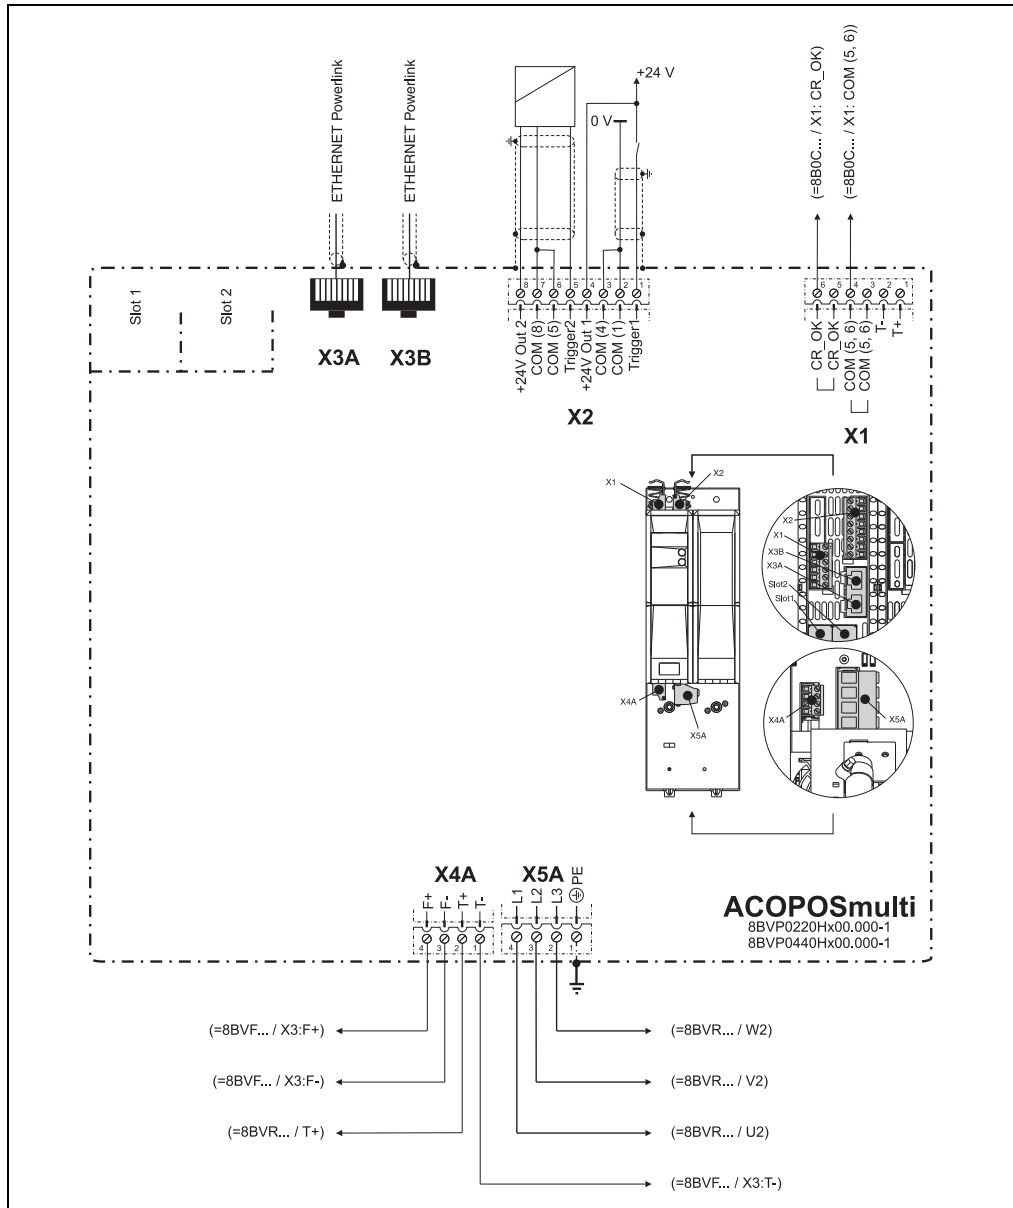 ETHERNET Powerlink
ETHERNET Powerlink
+24 V
0 V
(=8B0C... / X1: CR_OK)
(=8B0C... / X1: COM (5, 6))
Slot 1
Slot 2
X3A
X3B
8 7 6 5 4 3 2 1
+24V Out 2
COM (8)
COM (5)
Trigger2
+24V Out 1
COM (4)
COM (1)
Trigger1
X2
6 5 4 3 2 1
CR_OK
CR_OK
COM (5, 6)
COM (5, 6)
T-
T+
X1
X1
X2
X4A
X5A
X2
X1
X3B
X3A
Slot2
Slot1
X4A
X5A
X4A
F+
F-
T+
T-
4 3 2 1
X5A
L1
L2
L3
PE
4 3 2 1
ACOPOSmulti
8BVP0220Hx00.000-1
8BVP0440Hx00.000-1
(=8BVF... / X3:F+)
(=8BVR... / W2)
(=8BVF... / X3:F-)
(=8BVR... / V2)
(=8BVR... / T+)
(=8BVR... / U2)
(=8BVF... / X3:T-)